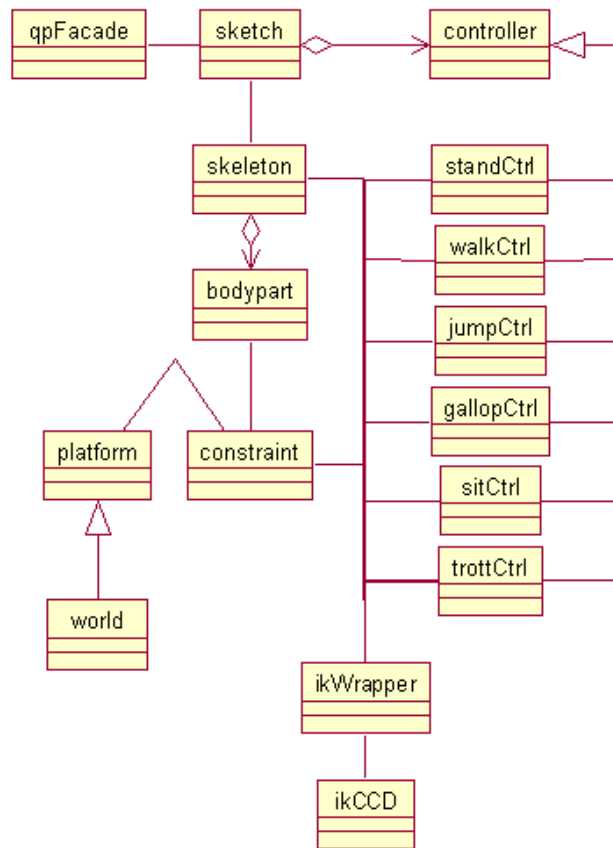 qpFacade
sketch
controller
skeleton
standCtrl
walkCtrl
bodypart
jumpCtrl
gallopCtrl
platform
constraint
sitCtrl
trottCtrl
world
ikWrapper
ikCCD